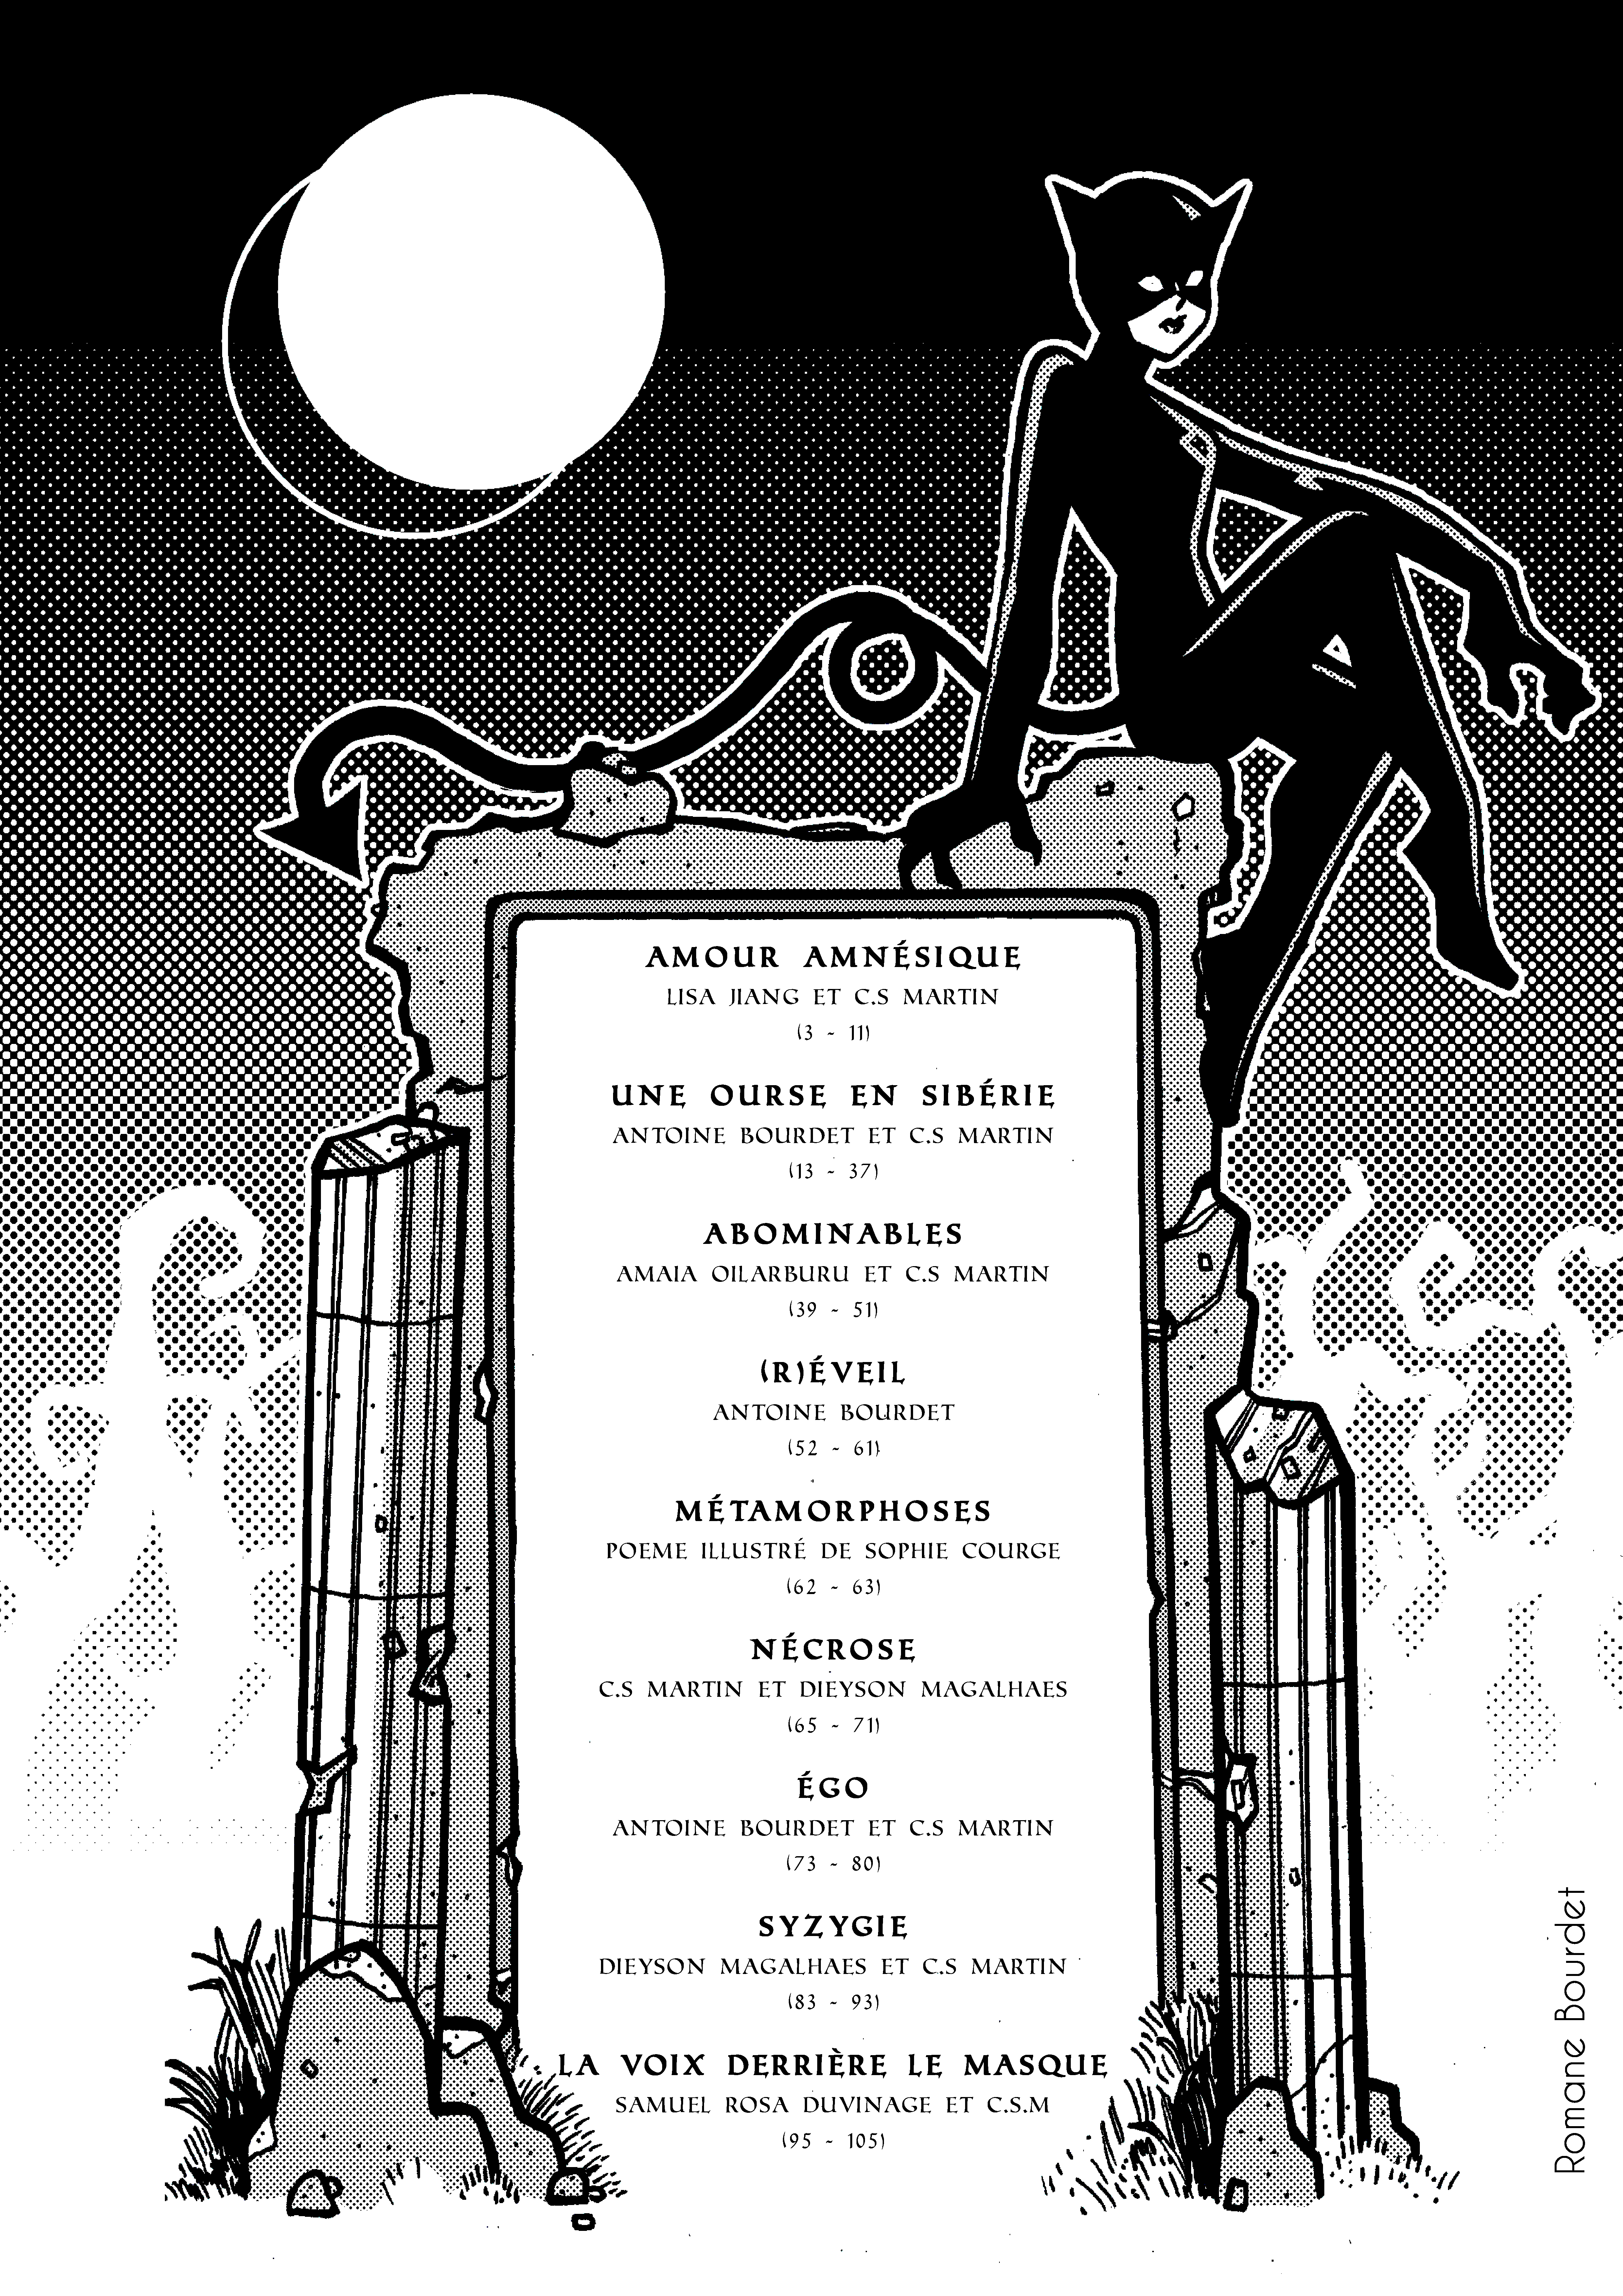 AMOUR AMNÉSIQUE
LISA JIANG ET C.S MARTIN
(3 - 11)
UNE OURSE EN SIBÉRIE
ANTOINE BOURDET ET C.S MARTIN
(13 - 37)
ABOMINABLES
AMAIA OILARBURU ET C.S MARTIN
(39 - 51)
(R)ÉVEIL
ANTOINE BOURDET
(52 - 61)
MÉTAMORPHOSES
POEME ILLUSTRÉ DE SOPHIE COURGE
(62 - 63)
NÉCROSE
C.S MARTIN ET DIEYSON MAGALHAES
(65 - 71)
ÉGO
ANTOINE BOURDET ET C.S MARTIN
(73 - 80)
SYZYGIE
DIEYSON MAGALHAES ET C.S MARTIN
(83 - 93)
LA VOIX DERRIÈRE LE MASQUE
SAMUEL ROSA DUVINAGE ET C.S.M
(95 - 105)
Romane Bourdet